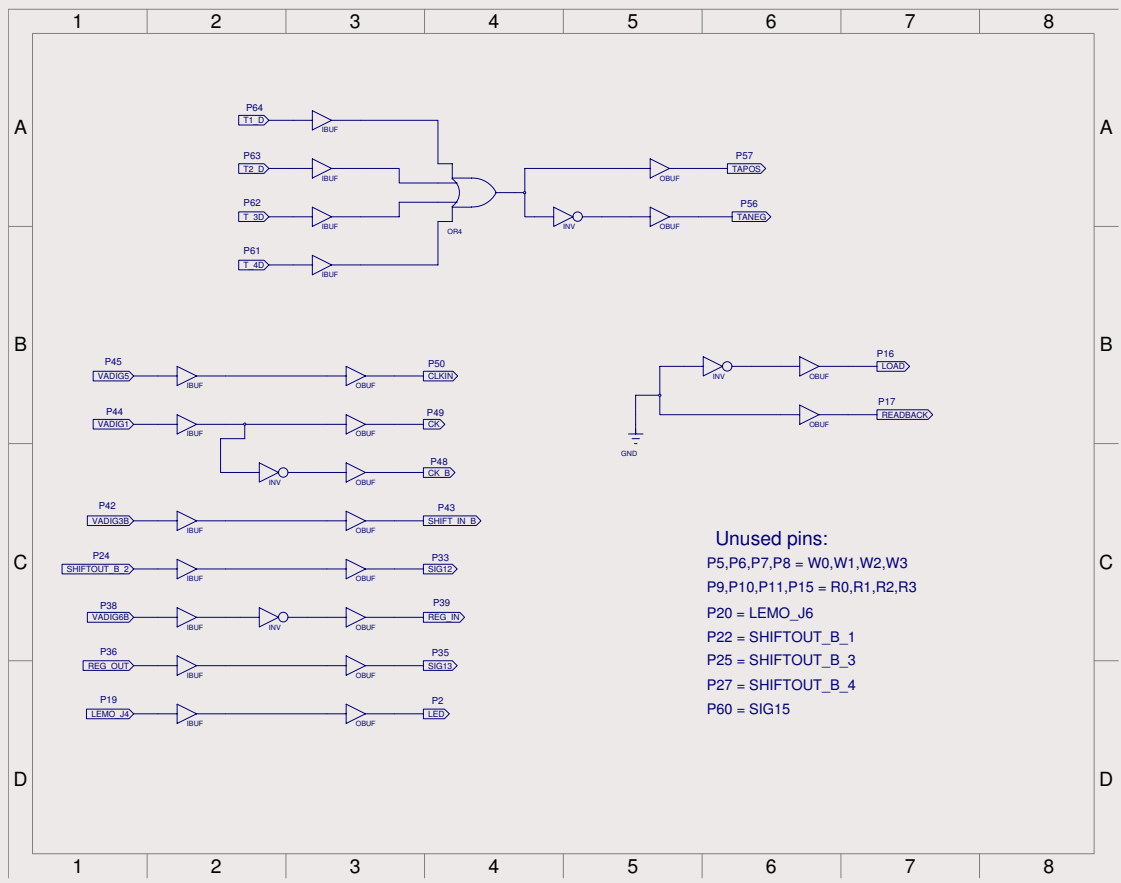 1 2 3 4 5 6 7 8
A A
P64
T1_D
IBUF
P63
T2_D
IBUF
P57
TAPOS
OBUF
P62
T_3D
IBUF
OR4
INV
OBUF
P56
TANEG
P61
T_4D
IBUF
B B
P45
VADIG5
IBUF
OBUF
P50
CLKIN
INV
OBUF
P16
LOAD
P44
VADIG1
IBUF
OBUF
P49
CK
OBUF
P17
READBACK
GND
INV
OBUF
P48
CK_B
P42
VADIG3B
IBUF
OBUF
P43
SHIFT_IN_B
C C
P24
SHIFTOUT_B_2
IBUF
OBUF
P33
SIG12
P38
VADIG6B
IBUF
INV
OBUF
P39
REG_IN
P36
REG_OUT
IBUF
OBUF
P35
SIG13
P19
LEMO_J4
IBUF
OBUF
P2
LED
Unused pins:
P5,P6,P7,P8 = W0,W1,W2,W3
P9,P10,P11,P15 = R0,R1,R2,R3
P20 = LEMO_J6
P22 = SHIFTOUT_B_1
P25 = SHIFTOUT_B_3
P27 = SHIFTOUT_B_4
P60 = SIG15
D D
1 2 3 4 5 6 7 8